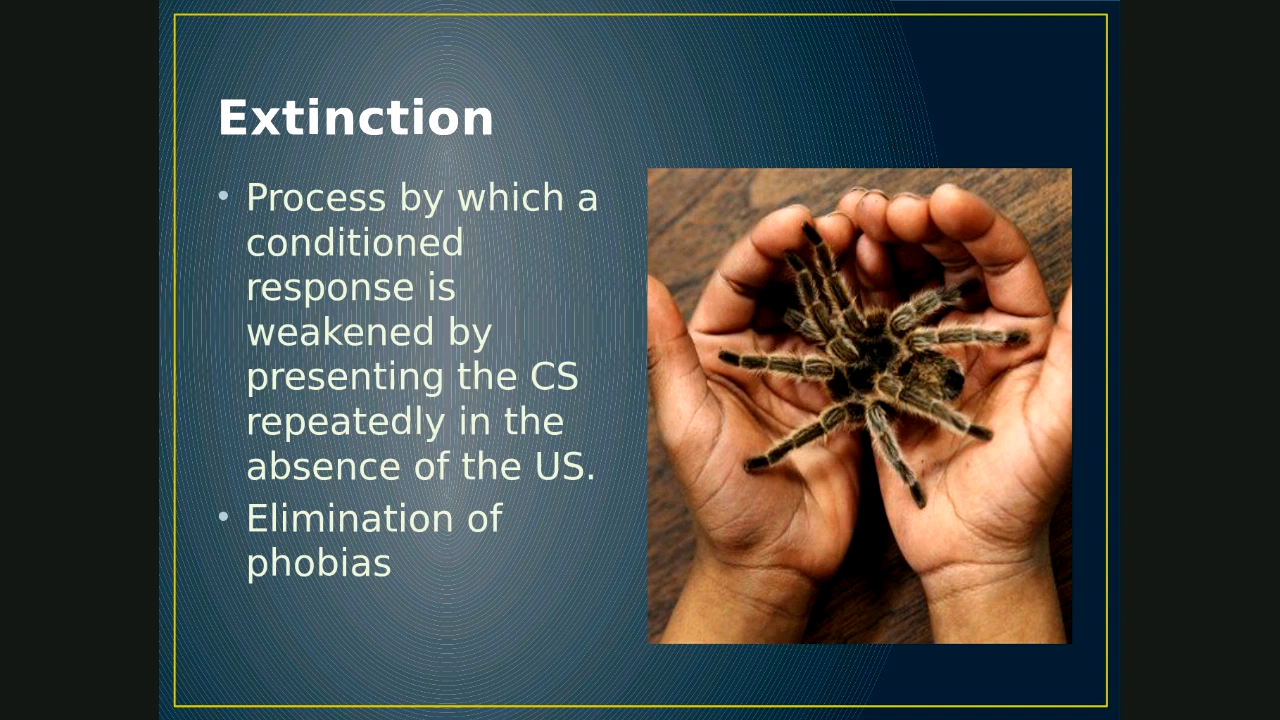 Extinction
• Process by which a
conditioned
response is
weakened by
presenting the CS
repeatedly in the
absence of the US.
• Elimination of
phobias